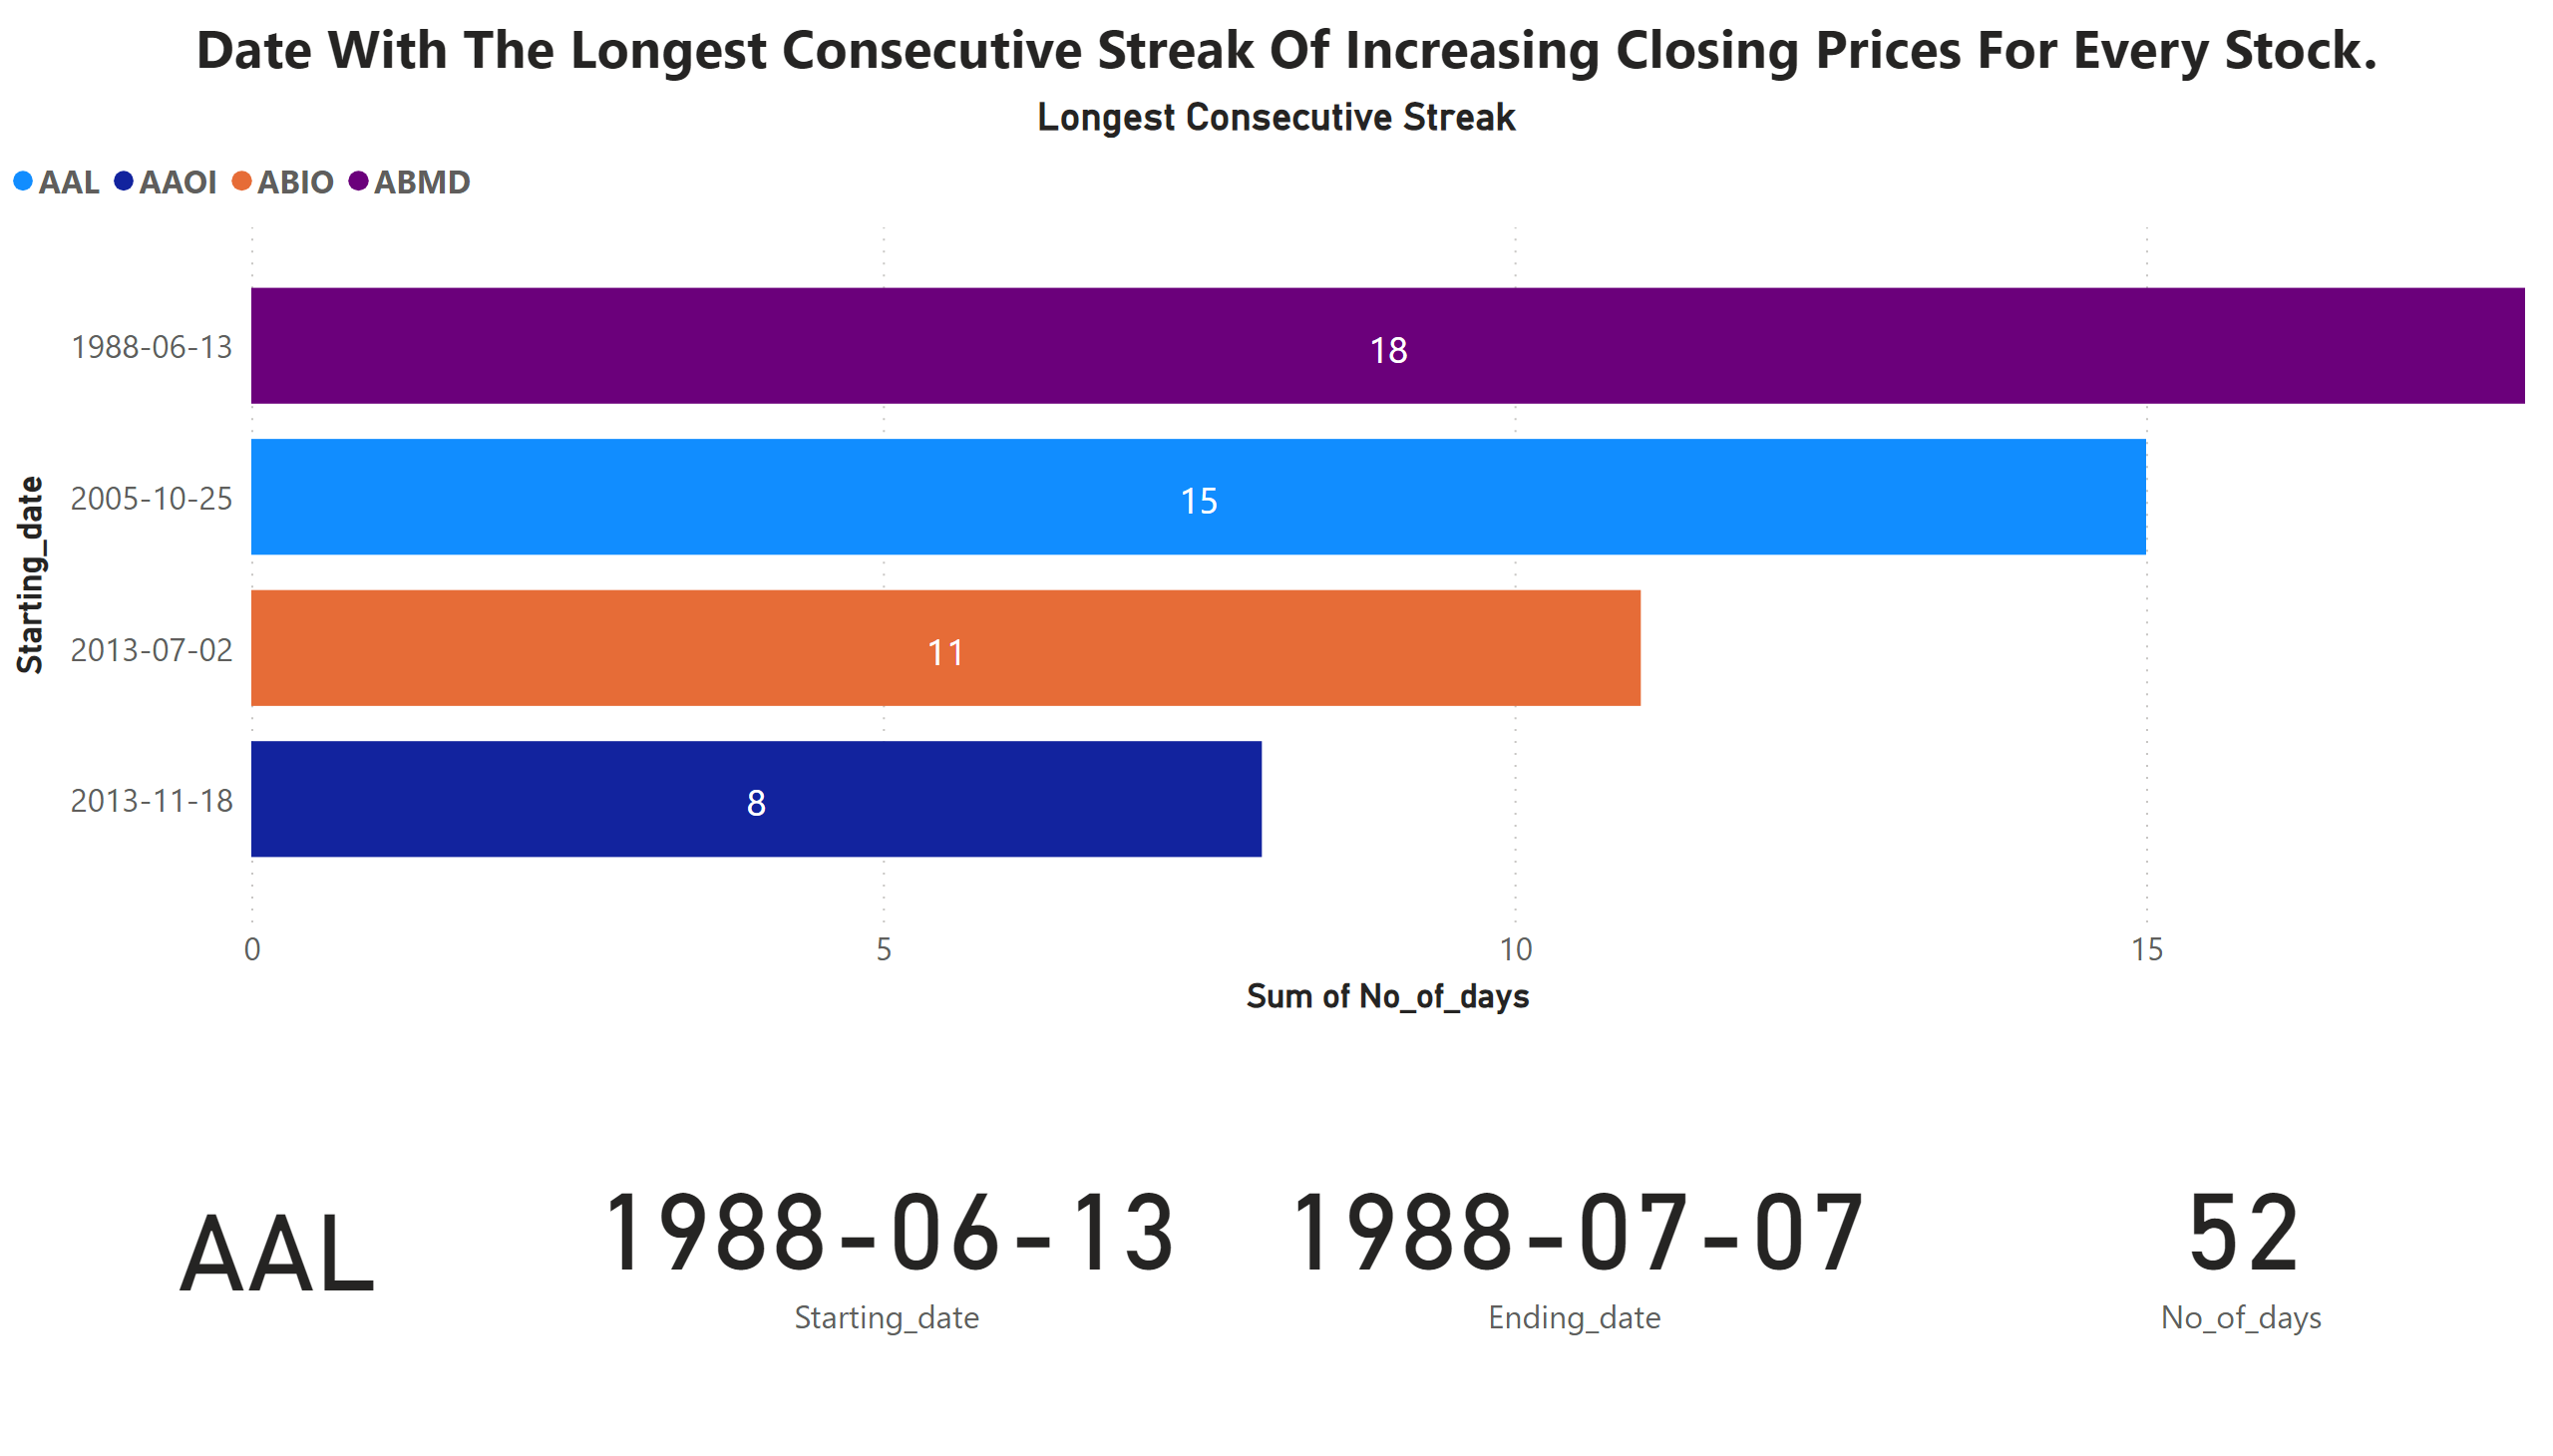 Date With The Longest Consecutive Streak Of Increasing Closing Prices For Every Stock.
Longest Consecutive Streak
AAL AAOI ABIO ABMD
Starting_date
1988-06-13
18
2005-10-25
15
2013-07-02
11
2013-11-18
8
0 5 10 15
Sum of No_of_days
AAL 1988-06-13 1988-07-07 52
Starting_date Ending_date No_of_days